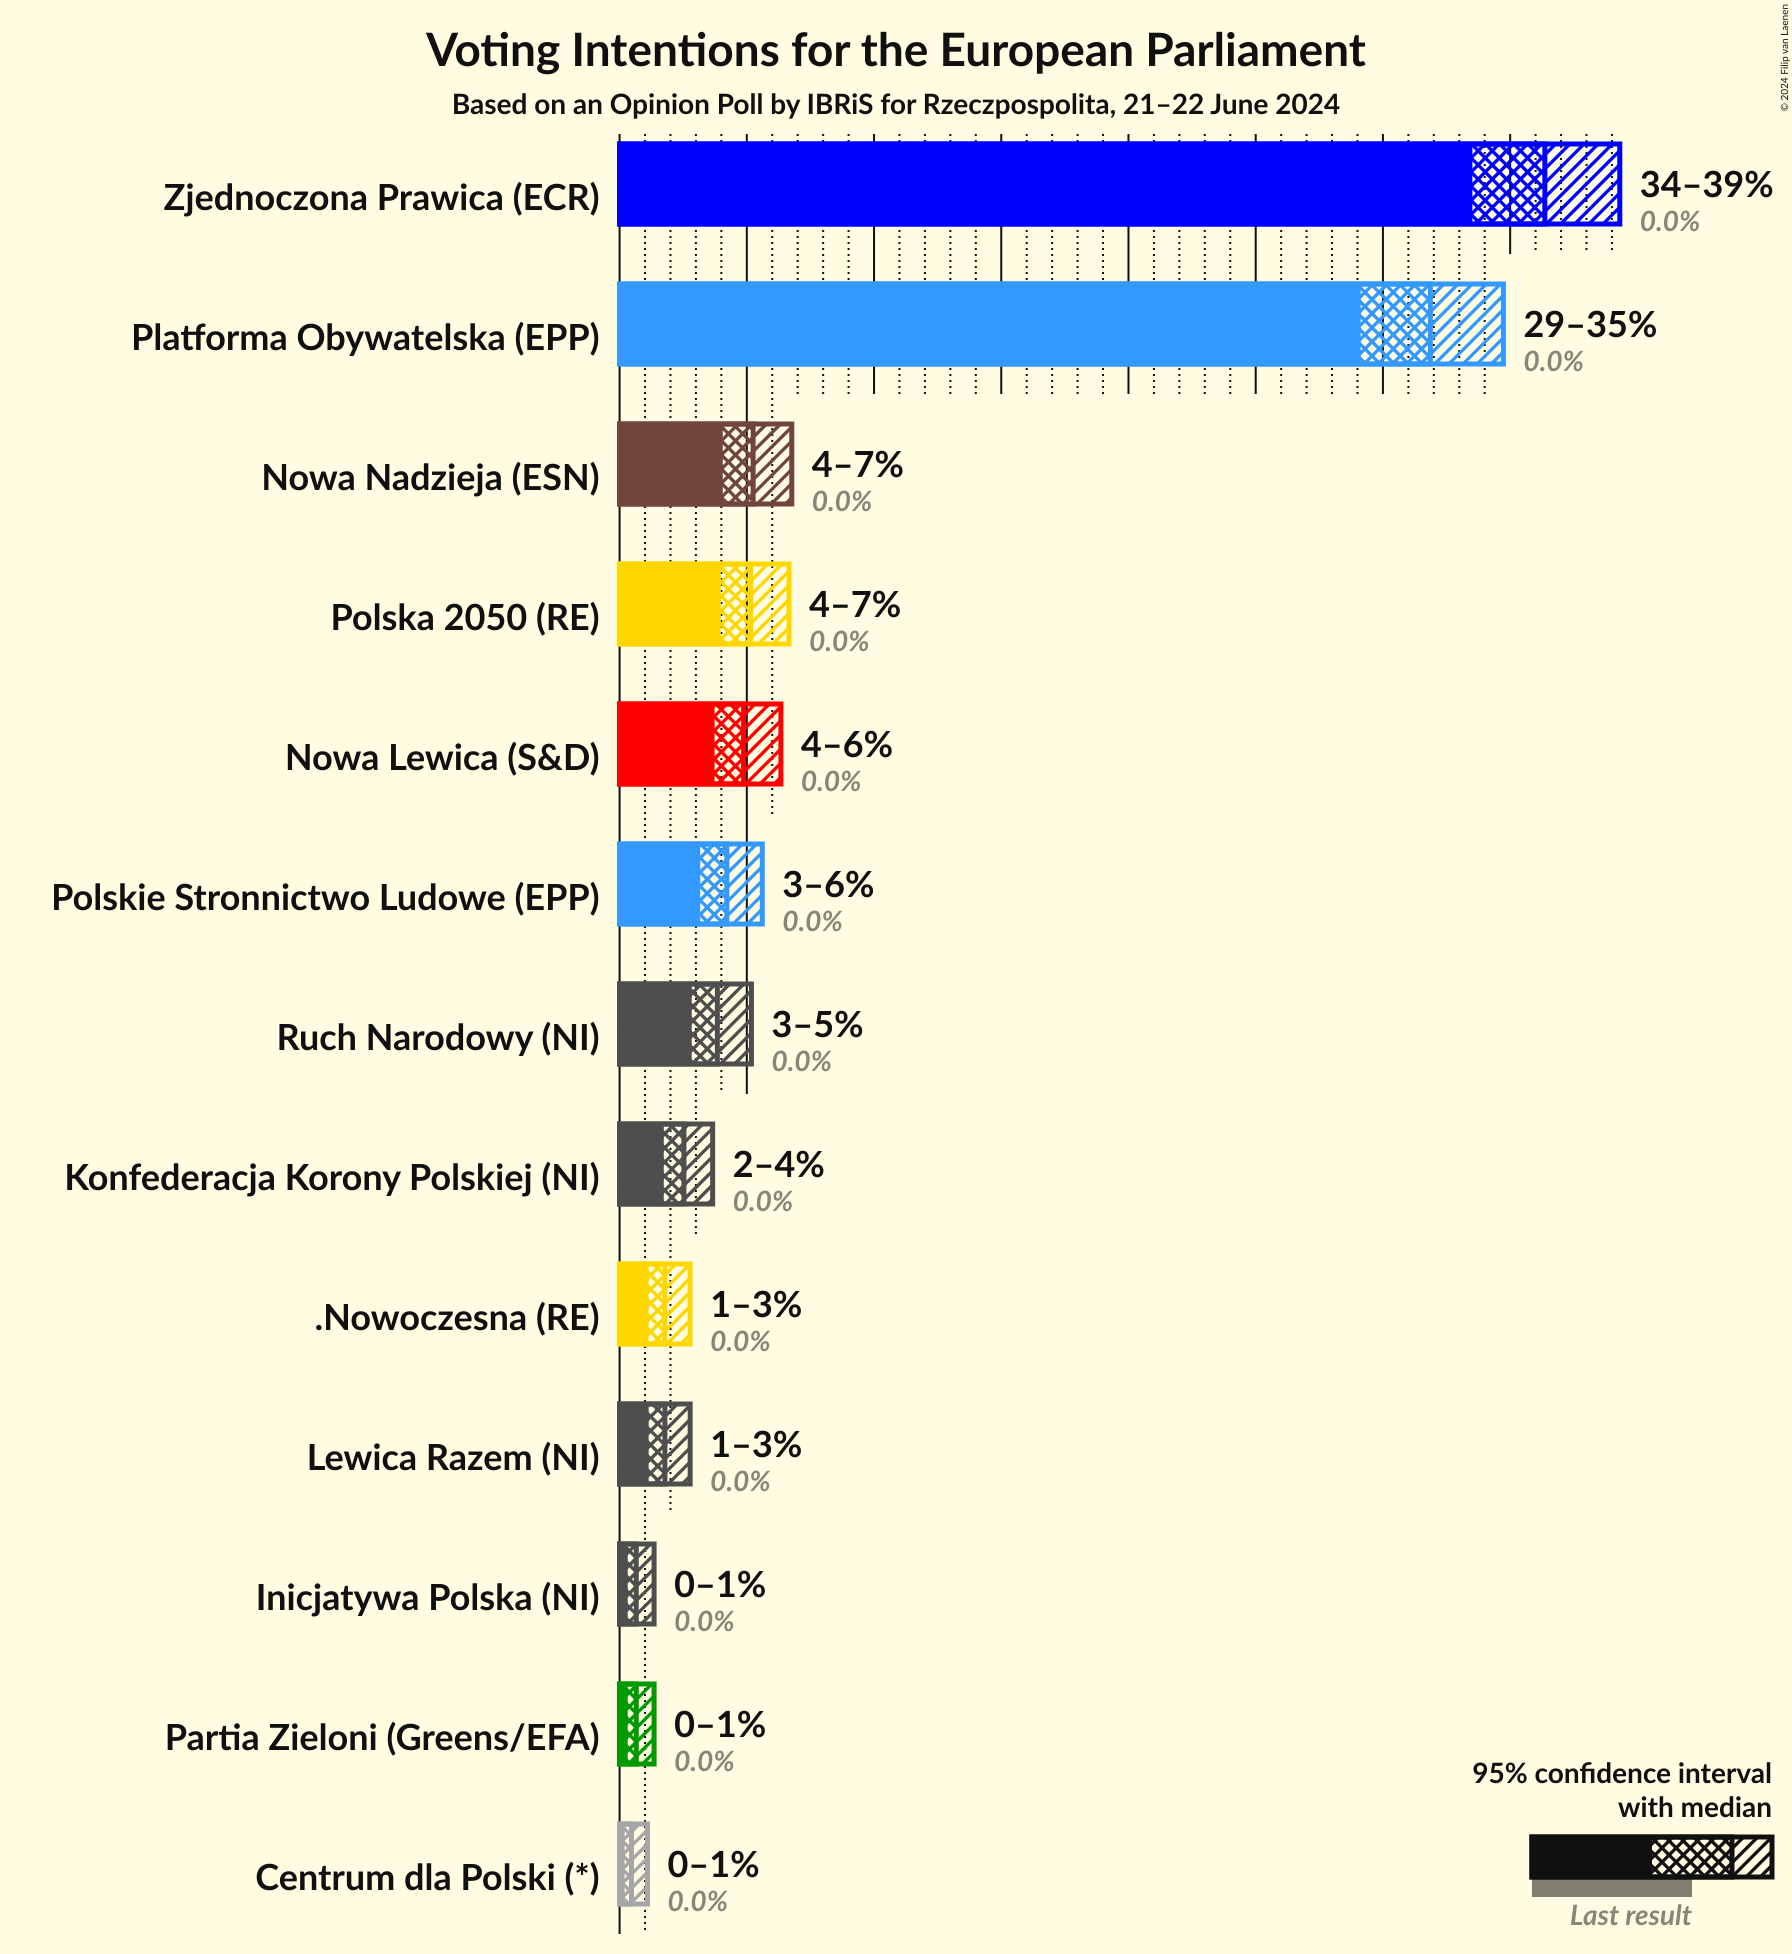 Voting Intentions for the European Parliament
Based on an Opinion Poll by IBRiS for Rzeczpospolita, 21–22 June 2024
© 2024 Filip van Laenen
Zjednoczona Prawica (ECR)
34–39%
0.0%
Platforma Obywatelska (EPP)
29–35%
0.0%
Nowa Nadzieja (ESN)
4–7%
0.0%
Polska 2050 (RE)
4–7%
0.0%
Nowa Lewica (S&D)
4–6%
0.0%
Polskie Stronnictwo Ludowe (EPP)
3–6%
0.0%
Ruch Narodowy (NI)
3–5%
0.0%
Konfederacja Korony Polskiej (NI)
2–4%
0.0%
.Nowoczesna (RE)
1–3%
0.0%
Lewica Razem (NI)
1–3%
0.0%
Inicjatywa Polska (NI)
0–1%
0.0%
Partia Zieloni (Greens/EFA)
0–1%
0.0%
Centrum dla Polski (*)
0–1%
0.0%
95% confidence interval
with median
Last result